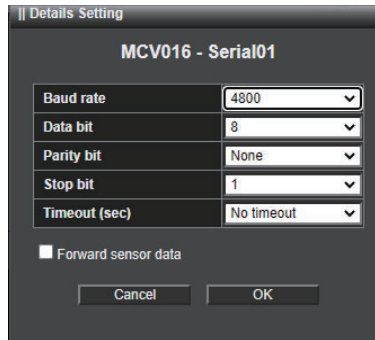 || Details Setting
MCV016 - Serial01
Baud rate 4800
Data bit 8
Parity bit None
Stop bit 1
Timeout (sec) No timeout
Forward sensor data
Cancel OK